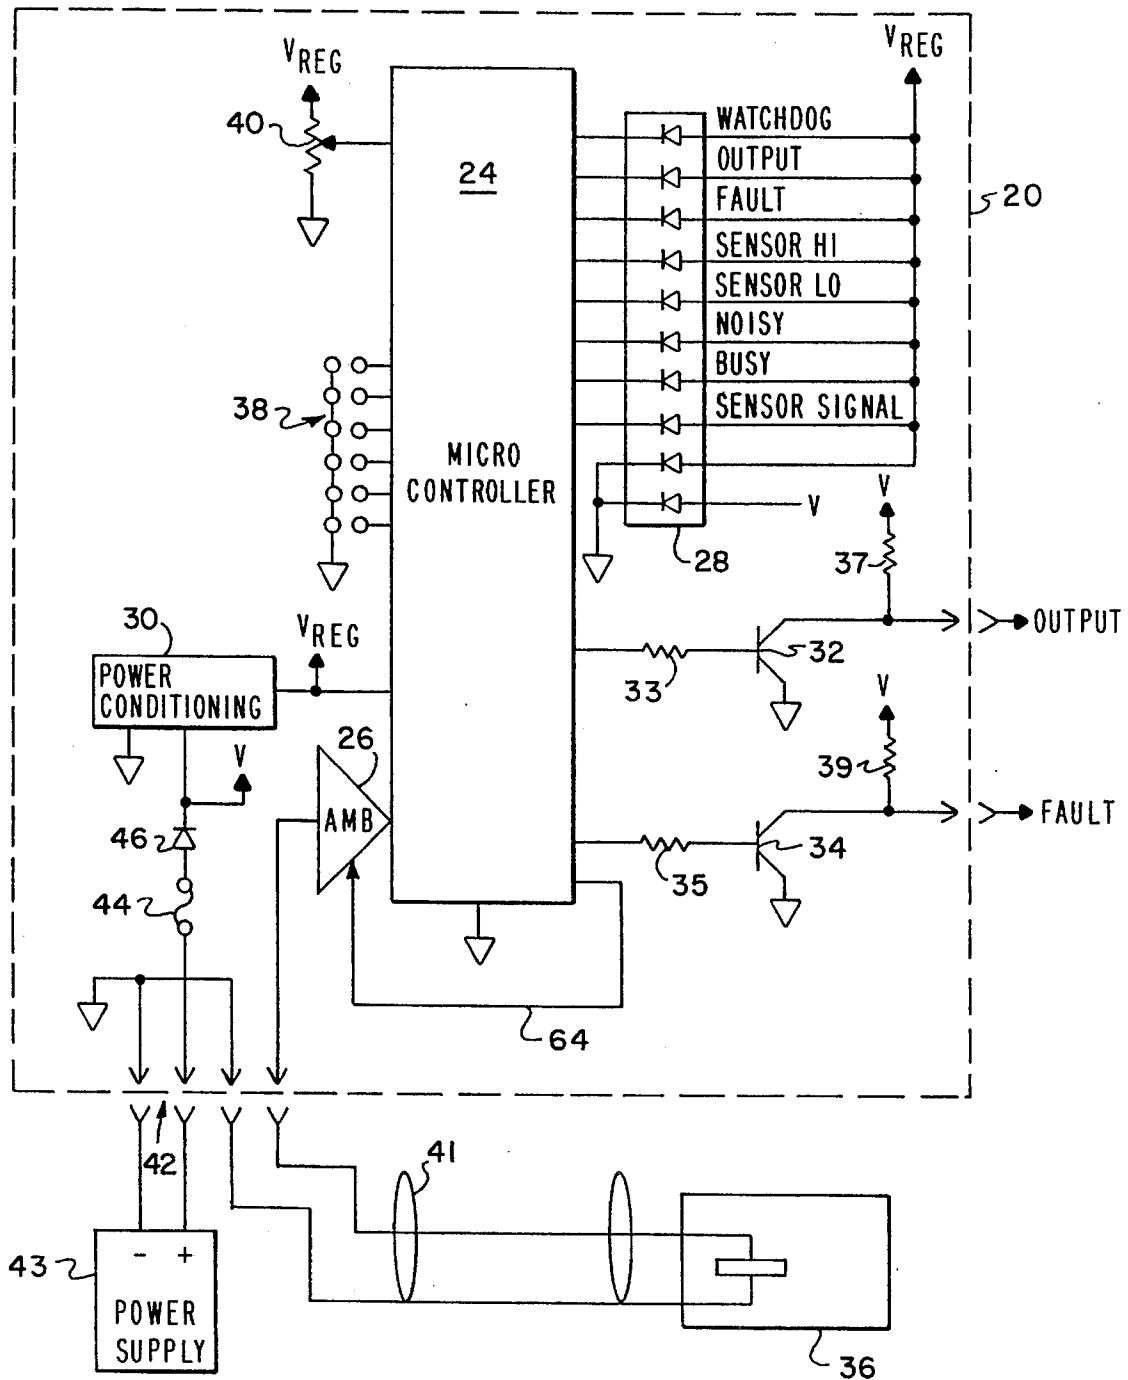 VREG
VREG
40
24
WATCHDOG
OUTPUT
FAULT
SENSOR HI
SENSOR LO
NOISY
BUSY
SENSOR SIGNAL
20
38
MICRO
CONTROLLER
V
V
28
37
30
VREG
OUTPUT
POWER
CONDITIONING
33
32
V
V
26
39
AMB
FAULT
46
35
34
44
64
42
41
43
- +
POWER
SUPPLY
36